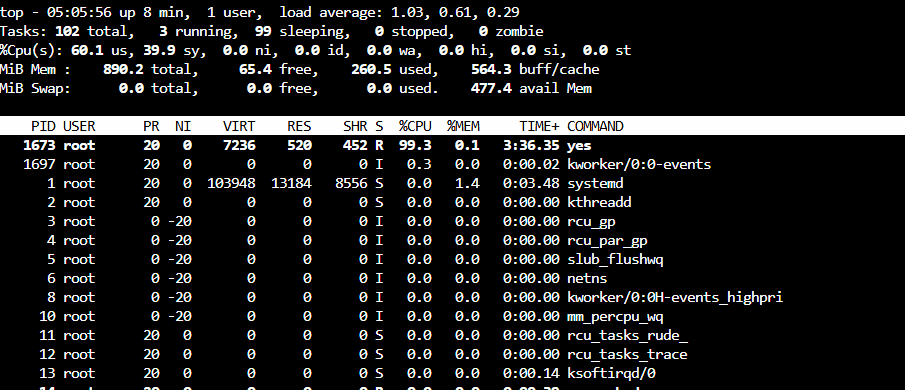 top - 05:05:56 up 8 min,  1 user,  load average: 1.03, 0.61, 0.29
Tasks: 102 total,   3 running,  99 sleeping,   0 stopped,   0 zombie
%Cpu(s): 60.1 us, 39.9 sy,  0.0 ni,  0.0 id,  0.0 wa,  0.0 hi,  0.0 si,  0.0 st
MiB Mem :    890.2 total,     65.4 free,    260.5 used,    564.3 buff/cache
MiB Swap:      0.0 total,      0.0 free,      0.0 used.    477.4 avail Mem
PID USER      PR  NI    VIRT    RES    SHR S  %CPU  %MEM     TIME+ COMMAND
1673 root      20   0    7236    520    452 R  99.3   0.1   3:36.35 yes
1697 root      20   0       0      0      0 I   0.3   0.0   0:00.02 kworker/0:0-events
1 root      20   0  103948  13184   8556 S   0.0   1.4   0:03.48 systemd
2 root      20   0       0      0      0 S   0.0   0.0   0:00.00 kthreadd
3 root       0 -20       0      0      0 I   0.0   0.0   0:00.00 rcu_gp
4 root       0 -20       0      0      0 I   0.0   0.0   0:00.00 rcu_par_gp
5 root       0 -20       0      0      0 I   0.0   0.0   0:00.00 slub_flushwq
6 root       0 -20       0      0      0 I   0.0   0.0   0:00.00 netns
8 root       0 -20       0      0      0 I   0.0   0.0   0:00.00 kworker/0:0H-events_highpri
10 root       0 -20       0      0      0 I   0.0   0.0   0:00.00 mm_percpu_wq
11 root      20   0       0      0      0 S   0.0   0.0   0:00.00 rcu_tasks_rude_
12 root      20   0       0      0      0 S   0.0   0.0   0:00.00 rcu_tasks_trace
13 root      20   0       0      0      0 S   0.0   0.0   0:00.14 ksoftirqd/0